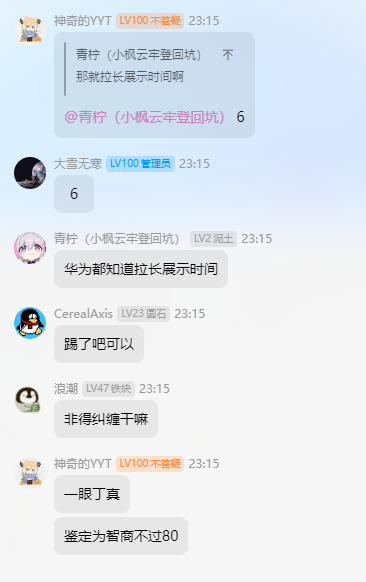 神奇的YYT LV100 不答疑 23:15
青柠（小枫云牢登回坑） 不
那就拉长展示时间啊
@青柠（小枫云牢登回坑） 6
大雪无寒 LV100 管理员 23:15
6
青柠（小枫云牢登回坑） LV2 泥土 23:15
华为都知道拉长展示时间
CerealAxis LV23 圆石 23:15
踢了吧可以
浪潮 LV47 铁块 23:15
非得纠缠干嘛
神奇的YYT LV100 不答疑 23:15
一眼丁真
鉴定为智商不过80